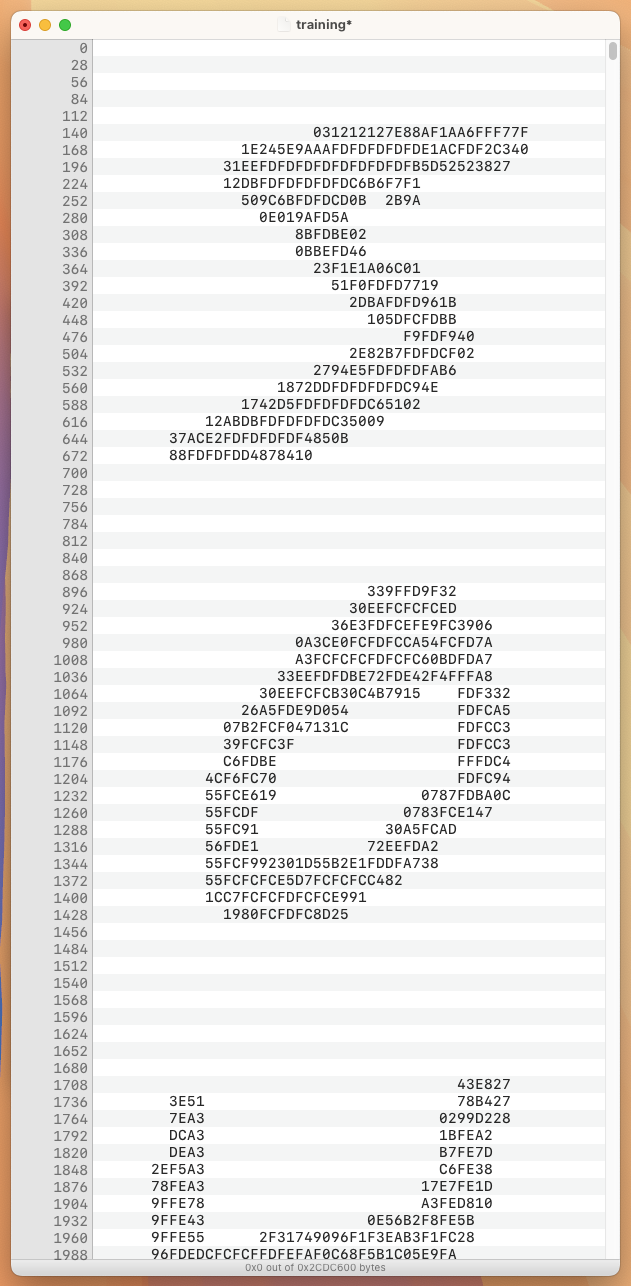 training*
0
28
56
84
112
140 031212127E88AF1AA6FFF77F
168 1E245E9AAAFDFDFDFDFDE1ACFDF2C340
196 31EEFDFDFDFDFDFDFDFDFB5D52523827
224 12DBFDFDFDFDFDC6B6F7F1
252 509C6BFDFDCD0B 2B9A
280 0E019AFD5A
308 8BFDBE02
336 0BBEFD46
364 23F1E1A06C01
392 51F0FDFD7719
420 2DBAFDFD961B
448 105DFCFDBB
476 F9FDF940
504 2E82B7FDFDCF02
532 2794E5FDFDFDFAB6
560 1872DDFDFDFDFDC94E
588 1742D5FDFDFDFDC65102
616 12ABDBFDFDFDFDC35009
644 37ACE2FDFDFDFDF4850B
672 88FDFDFDD4878410
700
728
756
784
812
840
868
896 339FFD9F32
924 30EEFCFCFCED
952 36E3FDFCEFE9FC3906
980 0A3CE0FCFDFCCA54FCFD7A
1008 A3FCFCFCFDFCFC60BDFDA7
1036 33EEFDFDBE72FDE42F4FFFA8
1064 30EEFCFCB30C4B7915 FDF332
1092 26A5FDE9D054 FDFCA5
1120 07B2FCF047131C FDFCC3
1148 39FCFC3F FDFCC3
1176 C6FDBE FFFDC4
1204 4CF6FC70 FDFC94
1232 55FCE619 0787FDBA0C
1260 55FCDF 0783FCE147
1288 55FC91 30A5FCAD
1316 56FDE1 72EEFDA2
1344 55FCF992301D55B2E1FDDFA738
1372 55FCFCFCE5D7FCFCFCC482
1400 1CC7FCFCFDFCFCE991
1428 1980FCFDFC8D25
1456
1484
1512
1540
1568
1596
1624
1652
1680
1708 43E827
1736 3E51 78B427
1764 7EA3 0299D228
1792 DCA3 1BFEA2
1820 DEA3 B7FE7D
1848 2EF5A3 C6FE38
1876 78FEA3 17E7FE1D
1904 9FFE78 A3FED810
1932 9FFE43 0E56B2F8FE5B
1960 9FFE55 2F31749096F1F3EAB3F1FC28
1988 96FDEDCFCFCFFDFEFAF0C68F5B1C05E9FA
0x0 out of 0x2CDC600 bytes